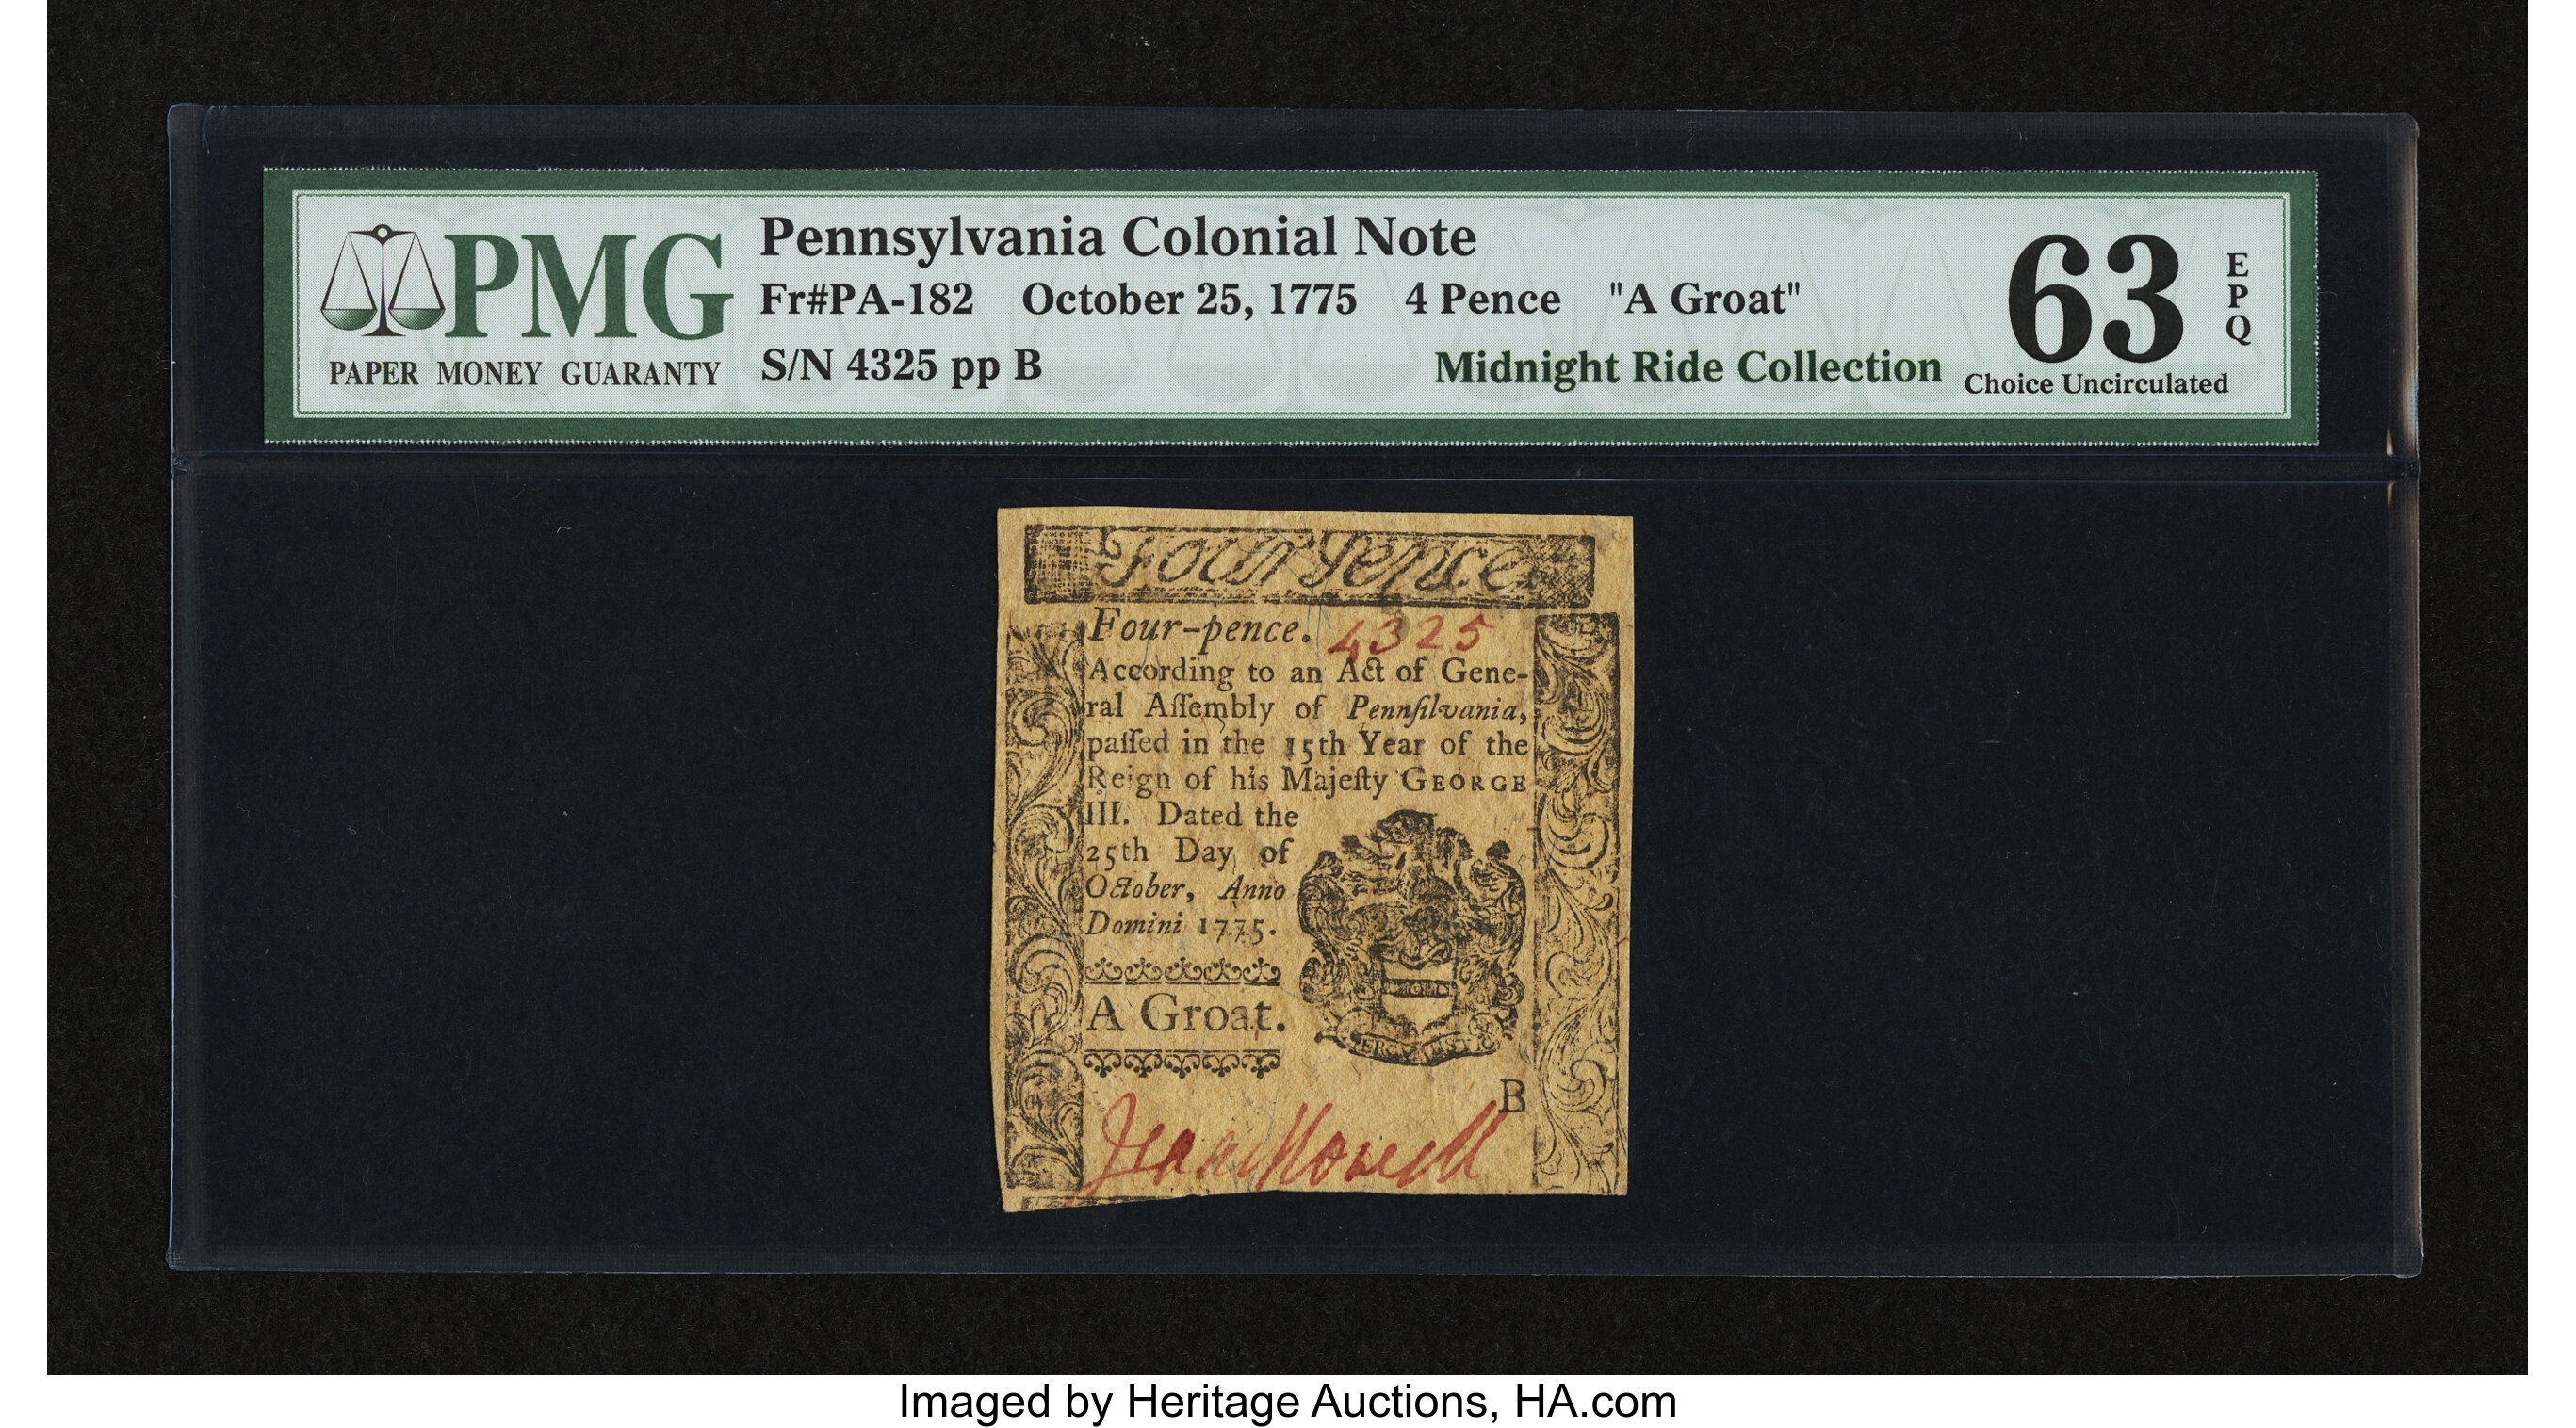 PMG
PAPER MONEY GUARANTY
Pennsylvania Colonial Note
Fr#PA-182 October 25, 1775 4 Pence "A Groat"
S/N 4325 pp B
Midnight Ride Collection
63
EPQ
Choice Uncirculated
Four Pence
Four-pence. 4325
According to an Act of Gene-
ral Aſſembly of Pennſilvania,
paſſed in the 15th Year of the
Reign of his Majeſty GEORGE
III. Dated the
25th Day of
October, Anno
Domini 1775.
A Groat.
B
Imaged by Heritage Auctions, HA.com